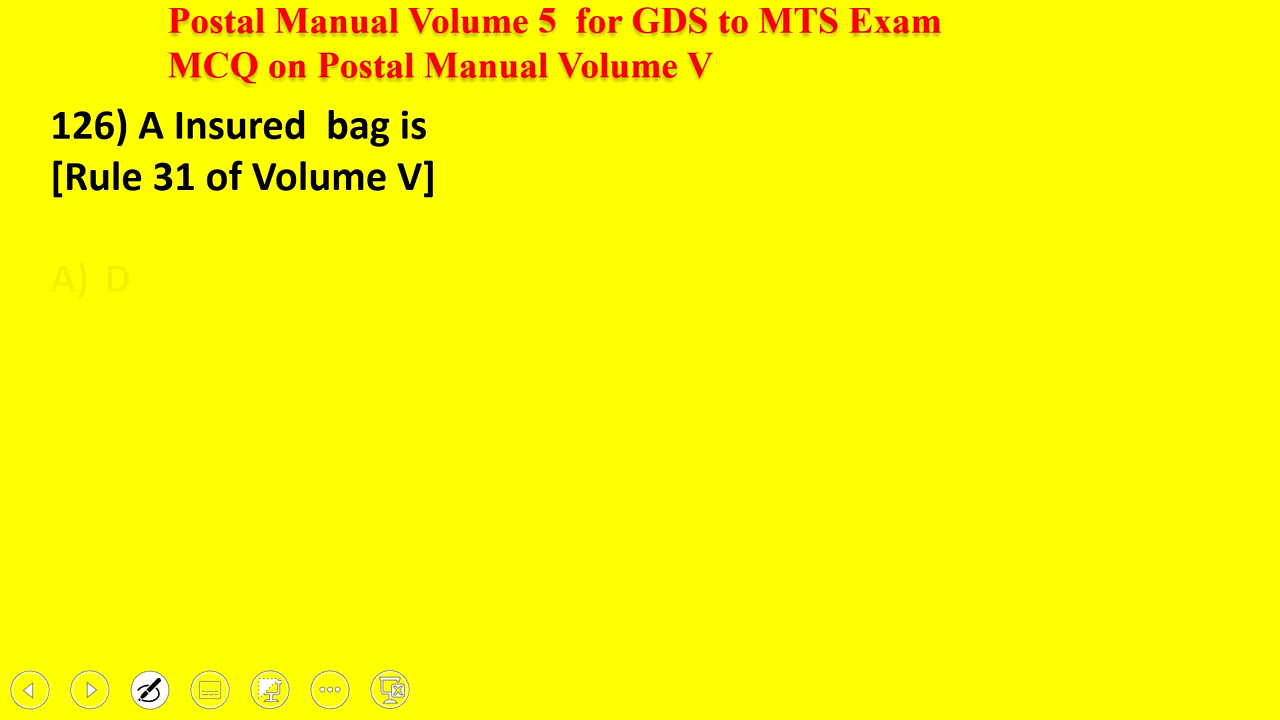 Postal Manual Volume 5 for GDS to MTS Exam
MCQ on Postal Manual Volume V
126) A Insured bag is
[Rule 31 of Volume V]
A) D